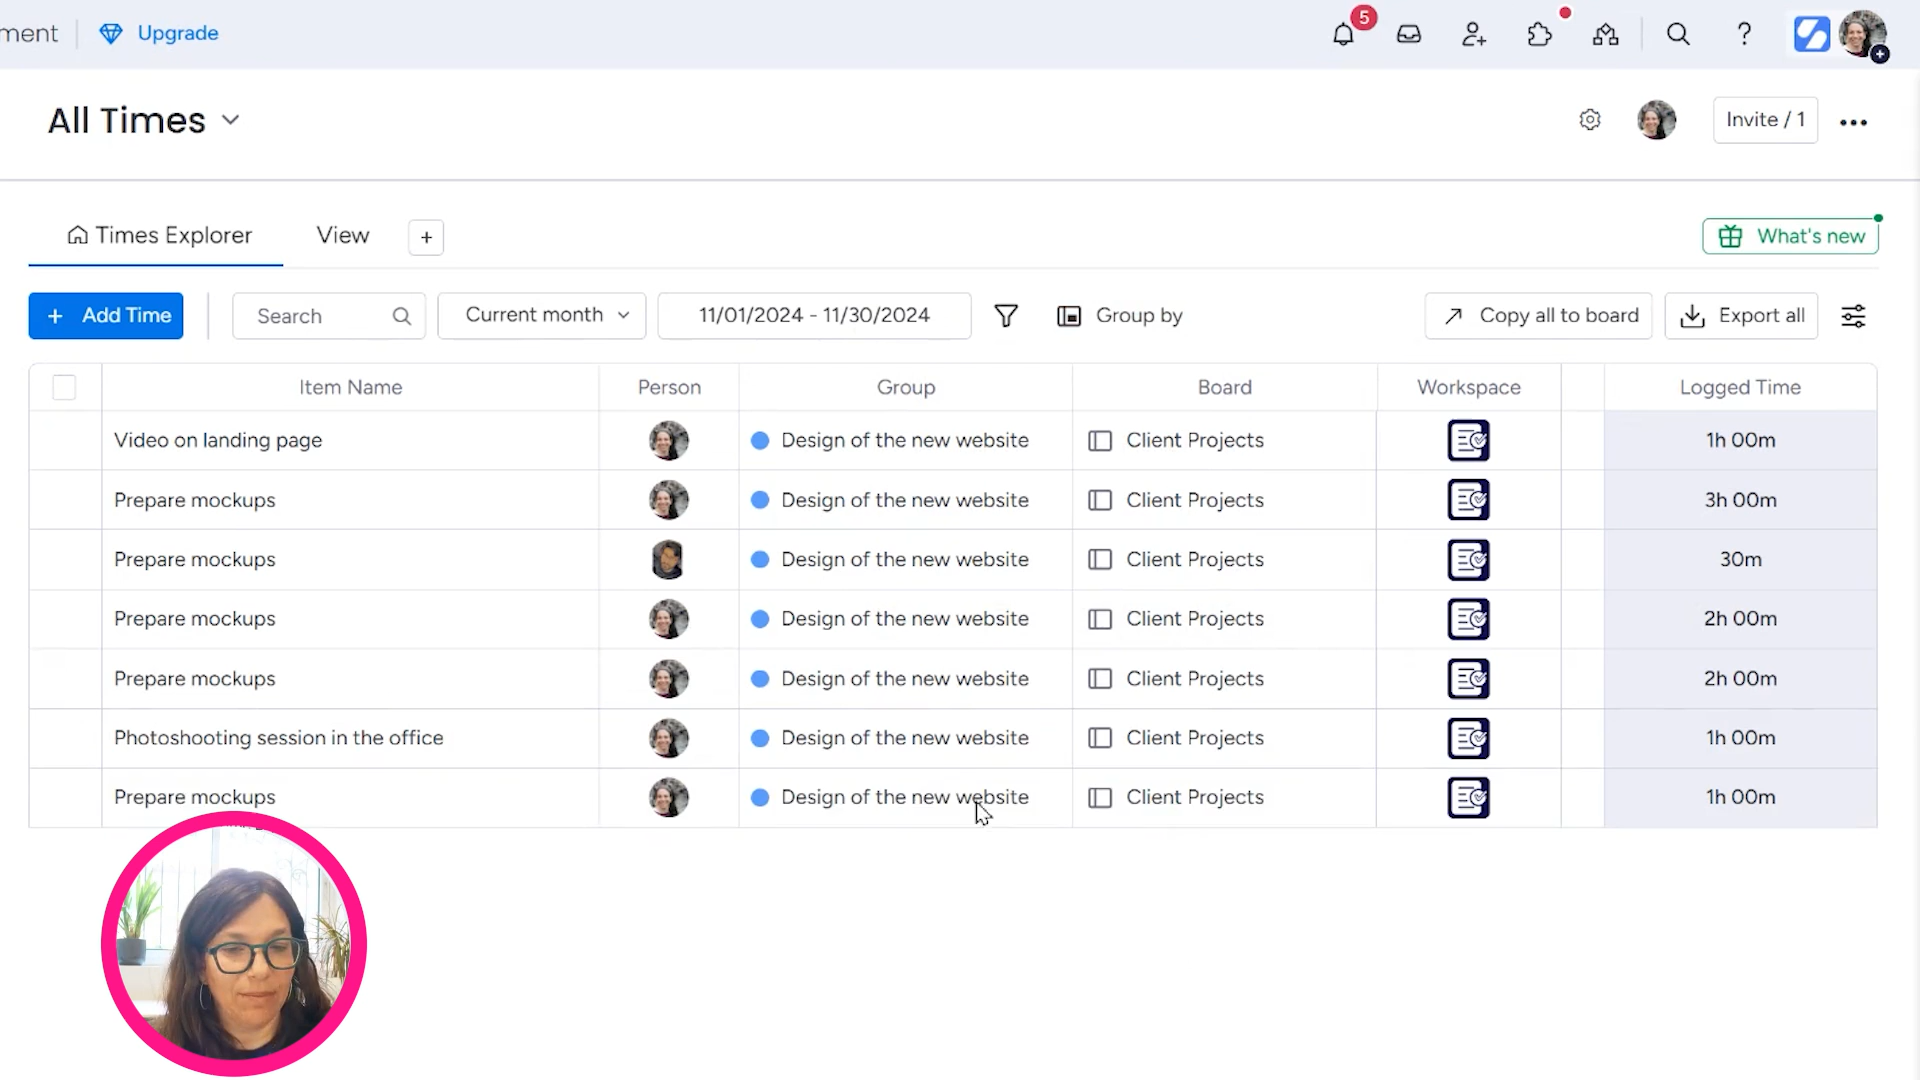 ment Upgrade 5 ?
All Times Invite / 1
Times Explorer View + What's new
+ Add Time Search Current month 11/01/2024 - 11/30/2024 Group by Copy all to board Export all
Item Name Person Group Board Workspace Logged Time
Video on landing page Design of the new website Client Projects 1h 00m
Prepare mockups Design of the new website Client Projects 3h 00m
Prepare mockups Design of the new website Client Projects 30m
Prepare mockups Design of the new website Client Projects 2h 00m
Prepare mockups Design of the new website Client Projects 2h 00m
Photoshooting session in the office Design of the new website Client Projects 1h 00m
Prepare mockups Design of the new website Client Projects 1h 00m